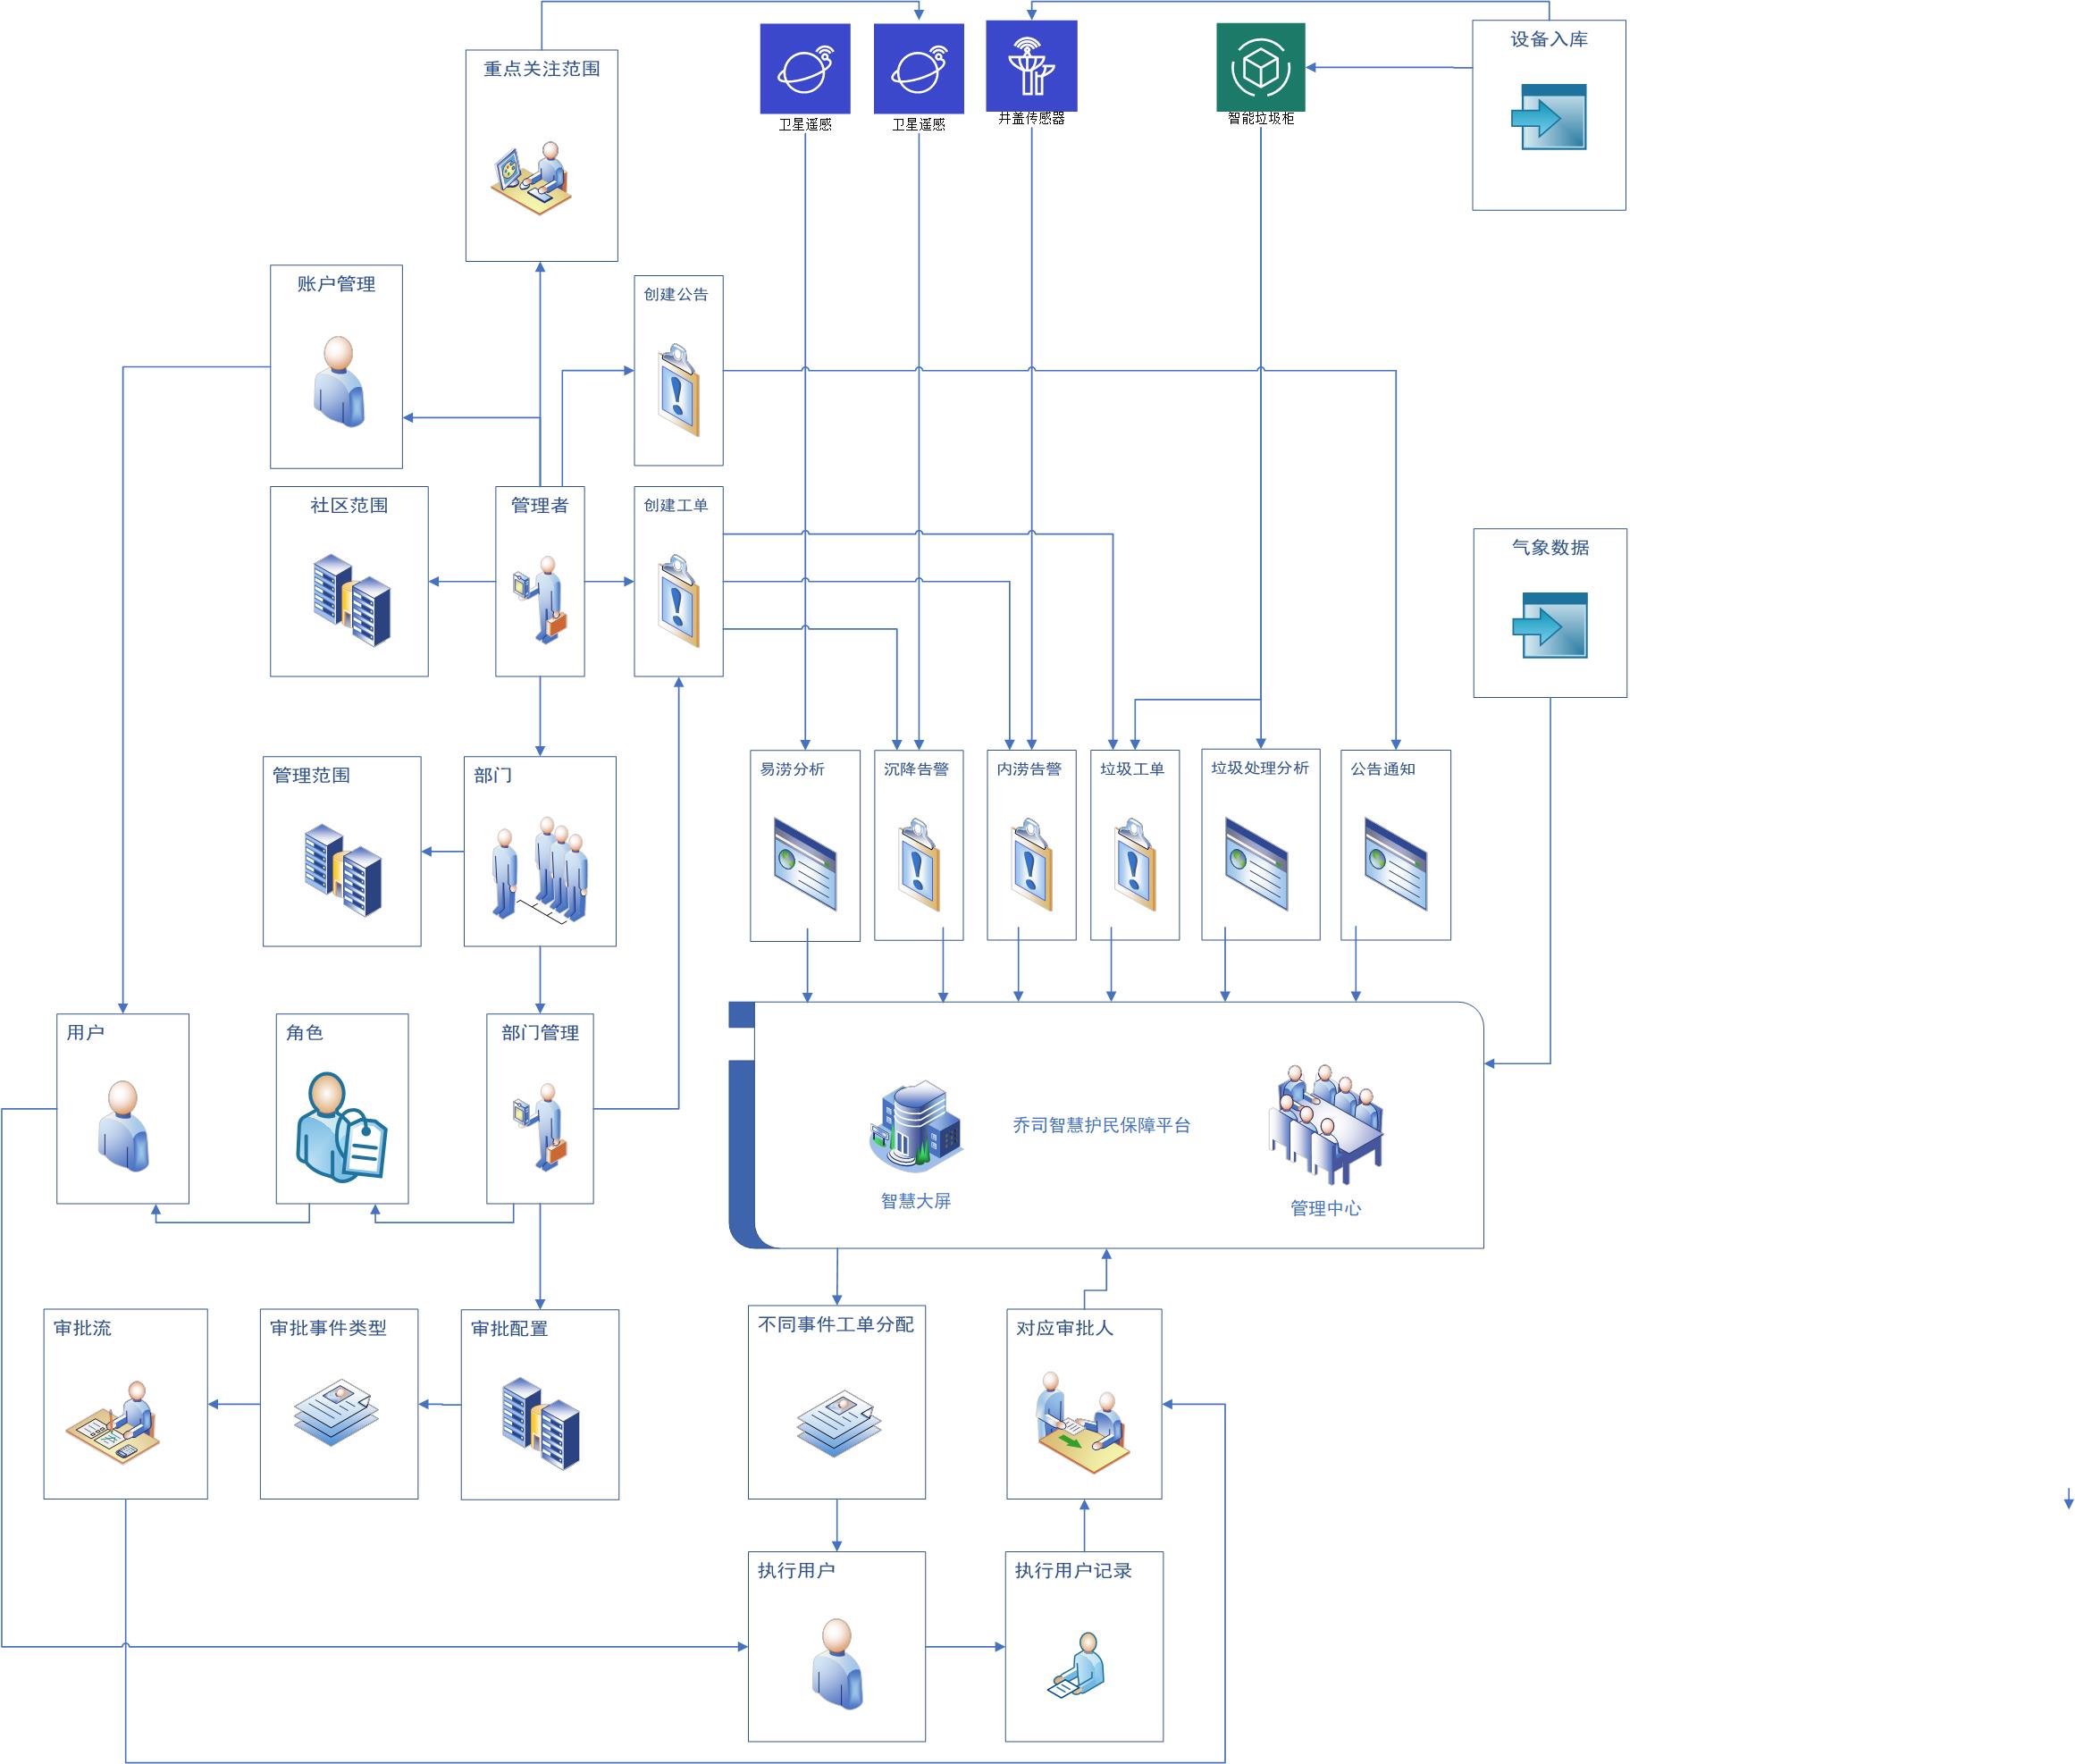 设备入库
重点关注范围
卫星遥感
卫星遥感
井盖传感器
智能垃圾柜
账户管理
创建公告
社区范围
管理者
创建工单
气象数据
管理范围
部门
易涝分析
沉降告警
内涝告警
垃圾工单
垃圾处理分析
公告通知
用户
角色
部门管理
乔司智慧护民保障平台
智慧大屏
管理中心
审批流
审批事件类型
审批配置
不同事件工单分配
对应审批人
执行用户
执行用户记录